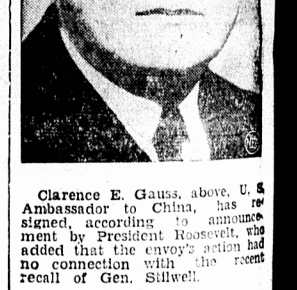 Clarence E. Gauss, above, U. S.
Ambassador to China, has re
signed, according to announce
ment by President Roosevelt, who
added that the envoy's action had
no connection with the recent
recall of Gen. Stilwell.